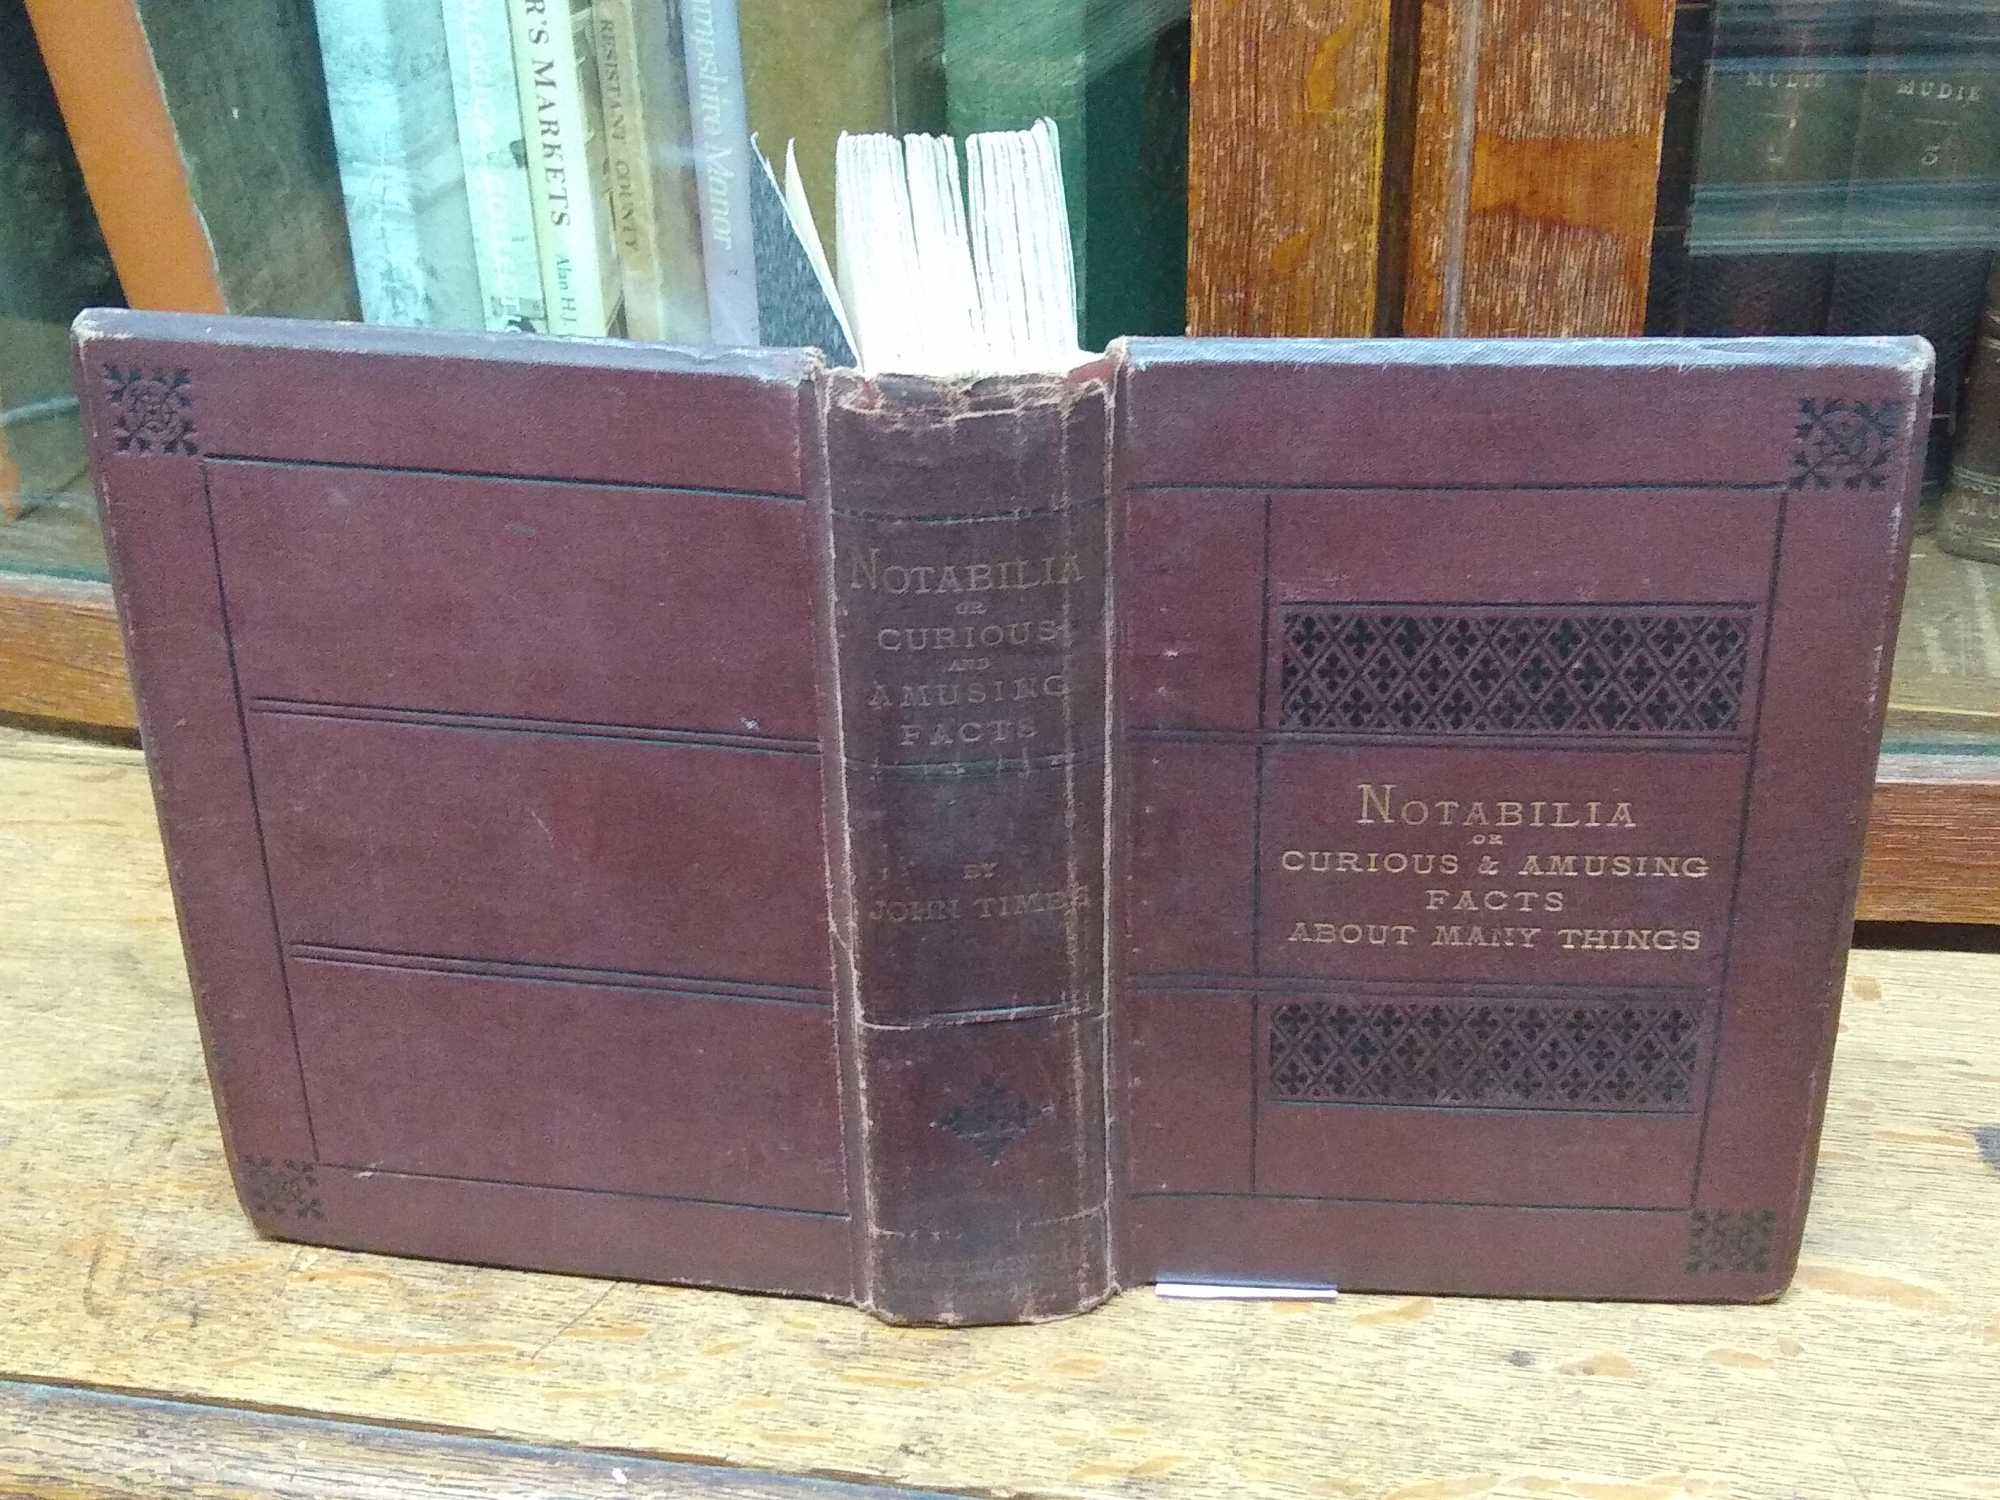 R'S MARKETS
Alan H.J.
RESISTANT COUNTY
mpshire Manor
MUDIE
MUDIE
3
NOTABILIA
OR
CURIOUS
AND
AMUSING
FACTS
BY
JOHN TIMBS
NOTABILIA
OR
CURIOUS & AMUSING
FACTS
ABOUT MANY THINGS